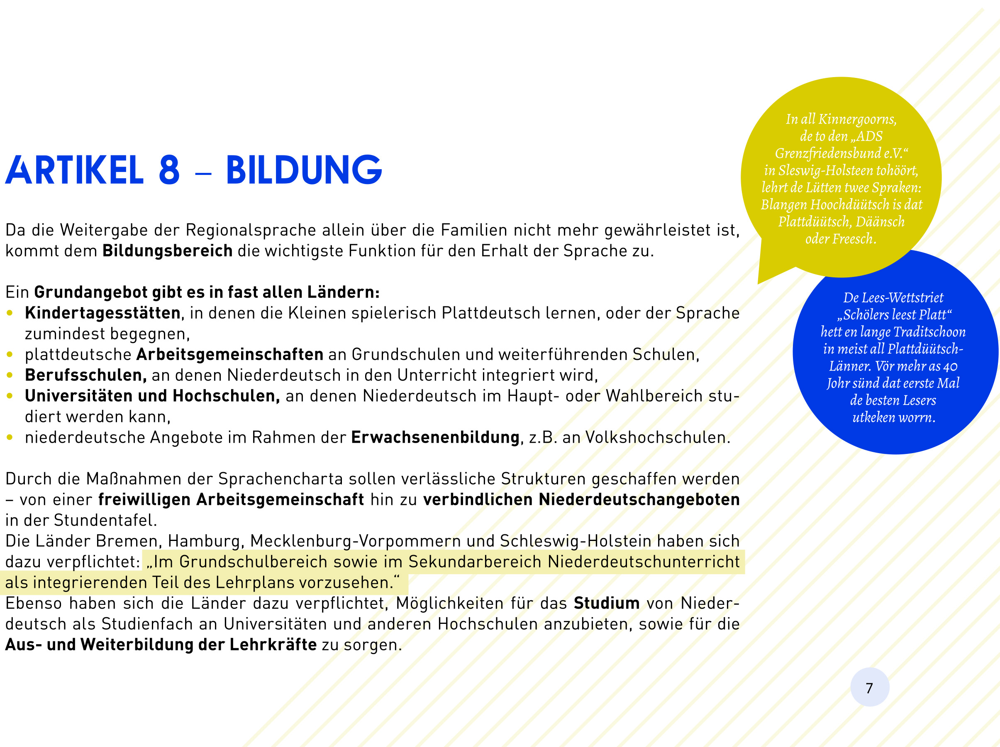 ARTIKEL 8 – BILDUNG
Da die Weitergabe der Regionalsprache allein über die Familien nicht mehr gewährleistet ist,
kommt dem Bildungsbereich die wichtigste Funktion für den Erhalt der Sprache zu.
Ein Grundangebot gibt es in fast allen Ländern:
• Kindertagesstätten, in denen die Kleinen spielerisch Plattdeutsch lernen, oder der Sprache
zumindest begegnen,
• plattdeutsche Arbeitsgemeinschaften an Grundschulen und weiterführenden Schulen,
• Berufsschulen, an denen Niederdeutsch in den Unterricht integriert wird,
• Universitäten und Hochschulen, an denen Niederdeutsch im Haupt- oder Wahlbereich stu-
diert werden kann,
• niederdeutsche Angebote im Rahmen der Erwachsenenbildung, z.B. an Volkshochschulen.
Durch die Maßnahmen der Sprachencharta sollen verlässliche Strukturen geschaffen werden
– von einer freiwilligen Arbeitsgemeinschaft hin zu verbindlichen Niederdeutschangeboten
in der Stundentafel.
Die Länder Bremen, Hamburg, Mecklenburg-Vorpommern und Schleswig-Holstein haben sich
dazu verpflichtet: „Im Grundschulbereich sowie im Sekundarbereich Niederdeutschunterricht
als integrierenden Teil des Lehrplans vorzusehen.“
Ebenso haben sich die Länder dazu verpflichtet, Möglichkeiten für das Studium von Nieder-
deutsch als Studienfach an Universitäten und anderen Hochschulen anzubieten, sowie für die
Aus- und Weiterbildung der Lehrkräfte zu sorgen.
In all Kinnergoorns,
de to den „ADS
Grenzfriedensbund e.V.“
in Sleswig-Holsteen tohöört,
lehrt de Lütten twee Spraken:
Blangen Hoochdüütsch is dat
Plattdüütsch, Däänsch
oder Freesch.
De Lees-Wettstriet
„Schölers leest Platt“
hett en lange Traditschoon
in meist all Plattdüütsch-
Länner. Vör mehr as 40
Johr sünd dat eerste Mal
de besten Lesers
utkeken worrn.
7